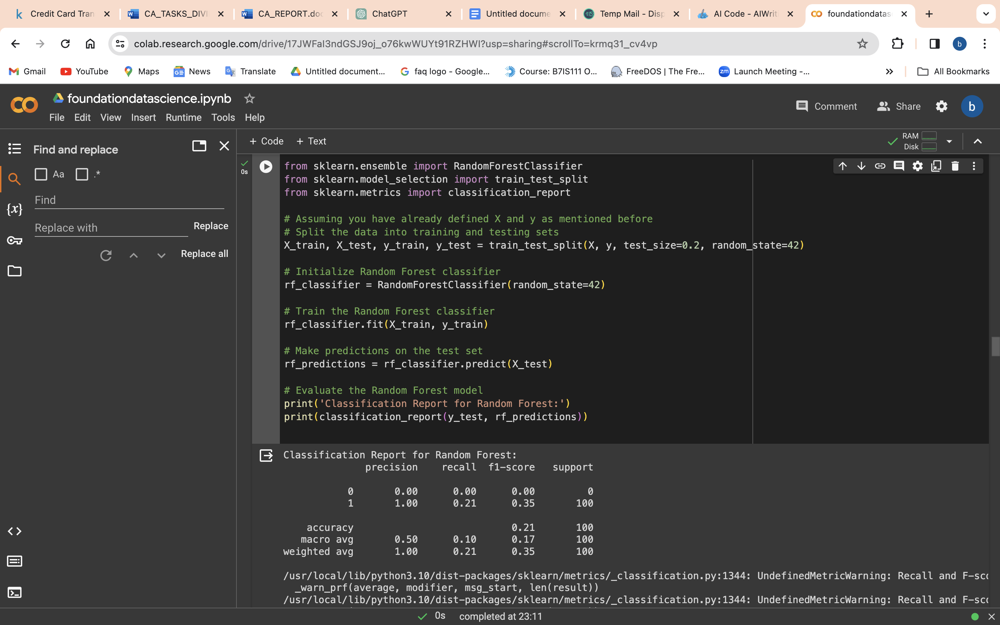 Credit Card Tran
CA_TASKS_DIVI
CA_REPORT.doc
ChatGPT
Untitled docume
Temp Mail - Disp
AI Code - AIWriti
foundationdatas
colab.research.google.com/drive/17JWFaI3ndGSJ9oj_o76kwWUYt91RZHWI?usp=sharing#scrollTo=krmq31_cv4vp
b
Gmail
YouTube
Maps
News
Translate
Untitled document...
faq logo - Google...
Course: B7IS111 O...
FreeDOS | The Fre...
zm
Launch Meeting -...
All Bookmarks
foundationdatascience.ipynb
File Edit View Insert Runtime Tools Help
Comment
Share
b
Find and replace
+ Code + Text
RAM
Disk
Aa
.*
Find
Replace with
Replace
Replace all
{x}
0s
from sklearn.ensemble import RandomForestClassifier
from sklearn.model_selection import train_test_split
from sklearn.metrics import classification_report
# Assuming you have already defined X and y as mentioned before
# Split the data into training and testing sets
X_train, X_test, y_train, y_test = train_test_split(X, y, test_size=0.2, random_state=42)
# Initialize Random Forest classifier
rf_classifier = RandomForestClassifier(random_state=42)
# Train the Random Forest classifier
rf_classifier.fit(X_train, y_train)
# Make predictions on the test set
rf_predictions = rf_classifier.predict(X_test)
# Evaluate the Random Forest model
print('Classification Report for Random Forest:')
print(classification_report(y_test, rf_predictions))
Classification Report for Random Forest:
precision recall f1-score support
0 0.00 0.00 0.00 0
1 1.00 0.21 0.35 100
accuracy 0.21 100
macro avg 0.50 0.10 0.17 100
weighted avg 1.00 0.21 0.35 100
/usr/local/lib/python3.10/dist-packages/sklearn/metrics/_classification.py:1344: UndefinedMetricWarning: Recall and F-sco
_warn_prf(average, modifier, msg_start, len(result))
/usr/local/lib/python3.10/dist-packages/sklearn/metrics/_classification.py:1344: UndefinedMetricWarning: Recall and F-sco
0s completed at 23:11